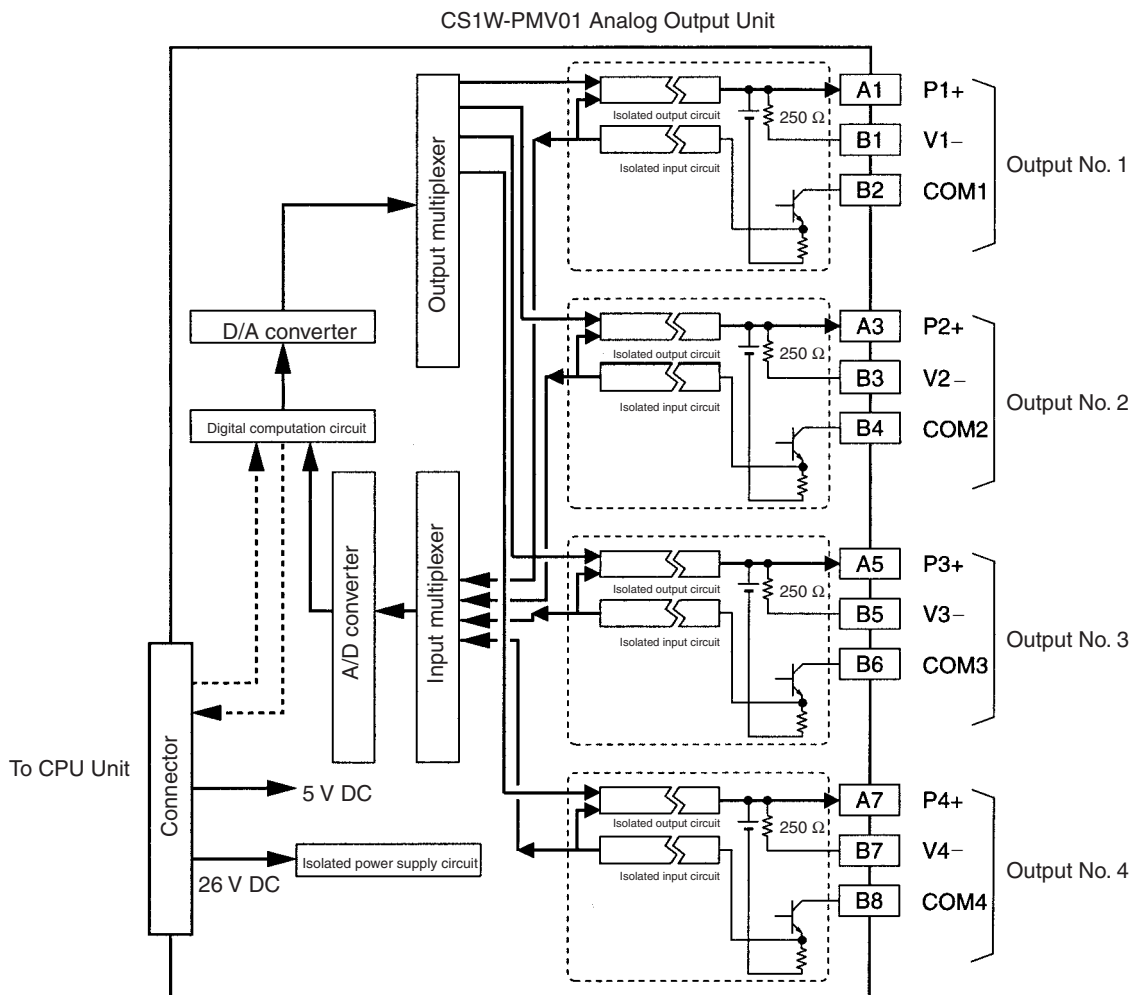 CS1W-PMV01 Analog Output Unit
Output multiplexer
Isolated output circuit
Isolated input circuit
250 Ω
A1 P1+
B1 V1–
B2 COM1
Output No. 1
D/A converter
Digital computation circuit
Isolated output circuit
Isolated input circuit
250 Ω
A3 P2+
B3 V2–
B4 COM2
Output No. 2
A/D converter
Input multiplexer
Isolated output circuit
Isolated input circuit
250 Ω
A5 P3+
B5 V3–
B6 COM3
Output No. 3
To CPU Unit
Connector
5 V DC
26 V DC
Isolated power supply circuit
Isolated output circuit
Isolated input circuit
250 Ω
A7 P4+
B7 V4–
B8 COM4
Output No. 4